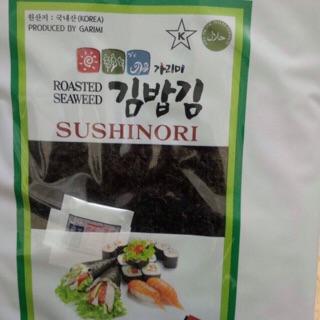 원산지 : 국내산(KOREA)
PRODUCED BY GARIMI
K
حلال
가리미
ROASTED
SEAWEED
김밥김
SUSHINORI